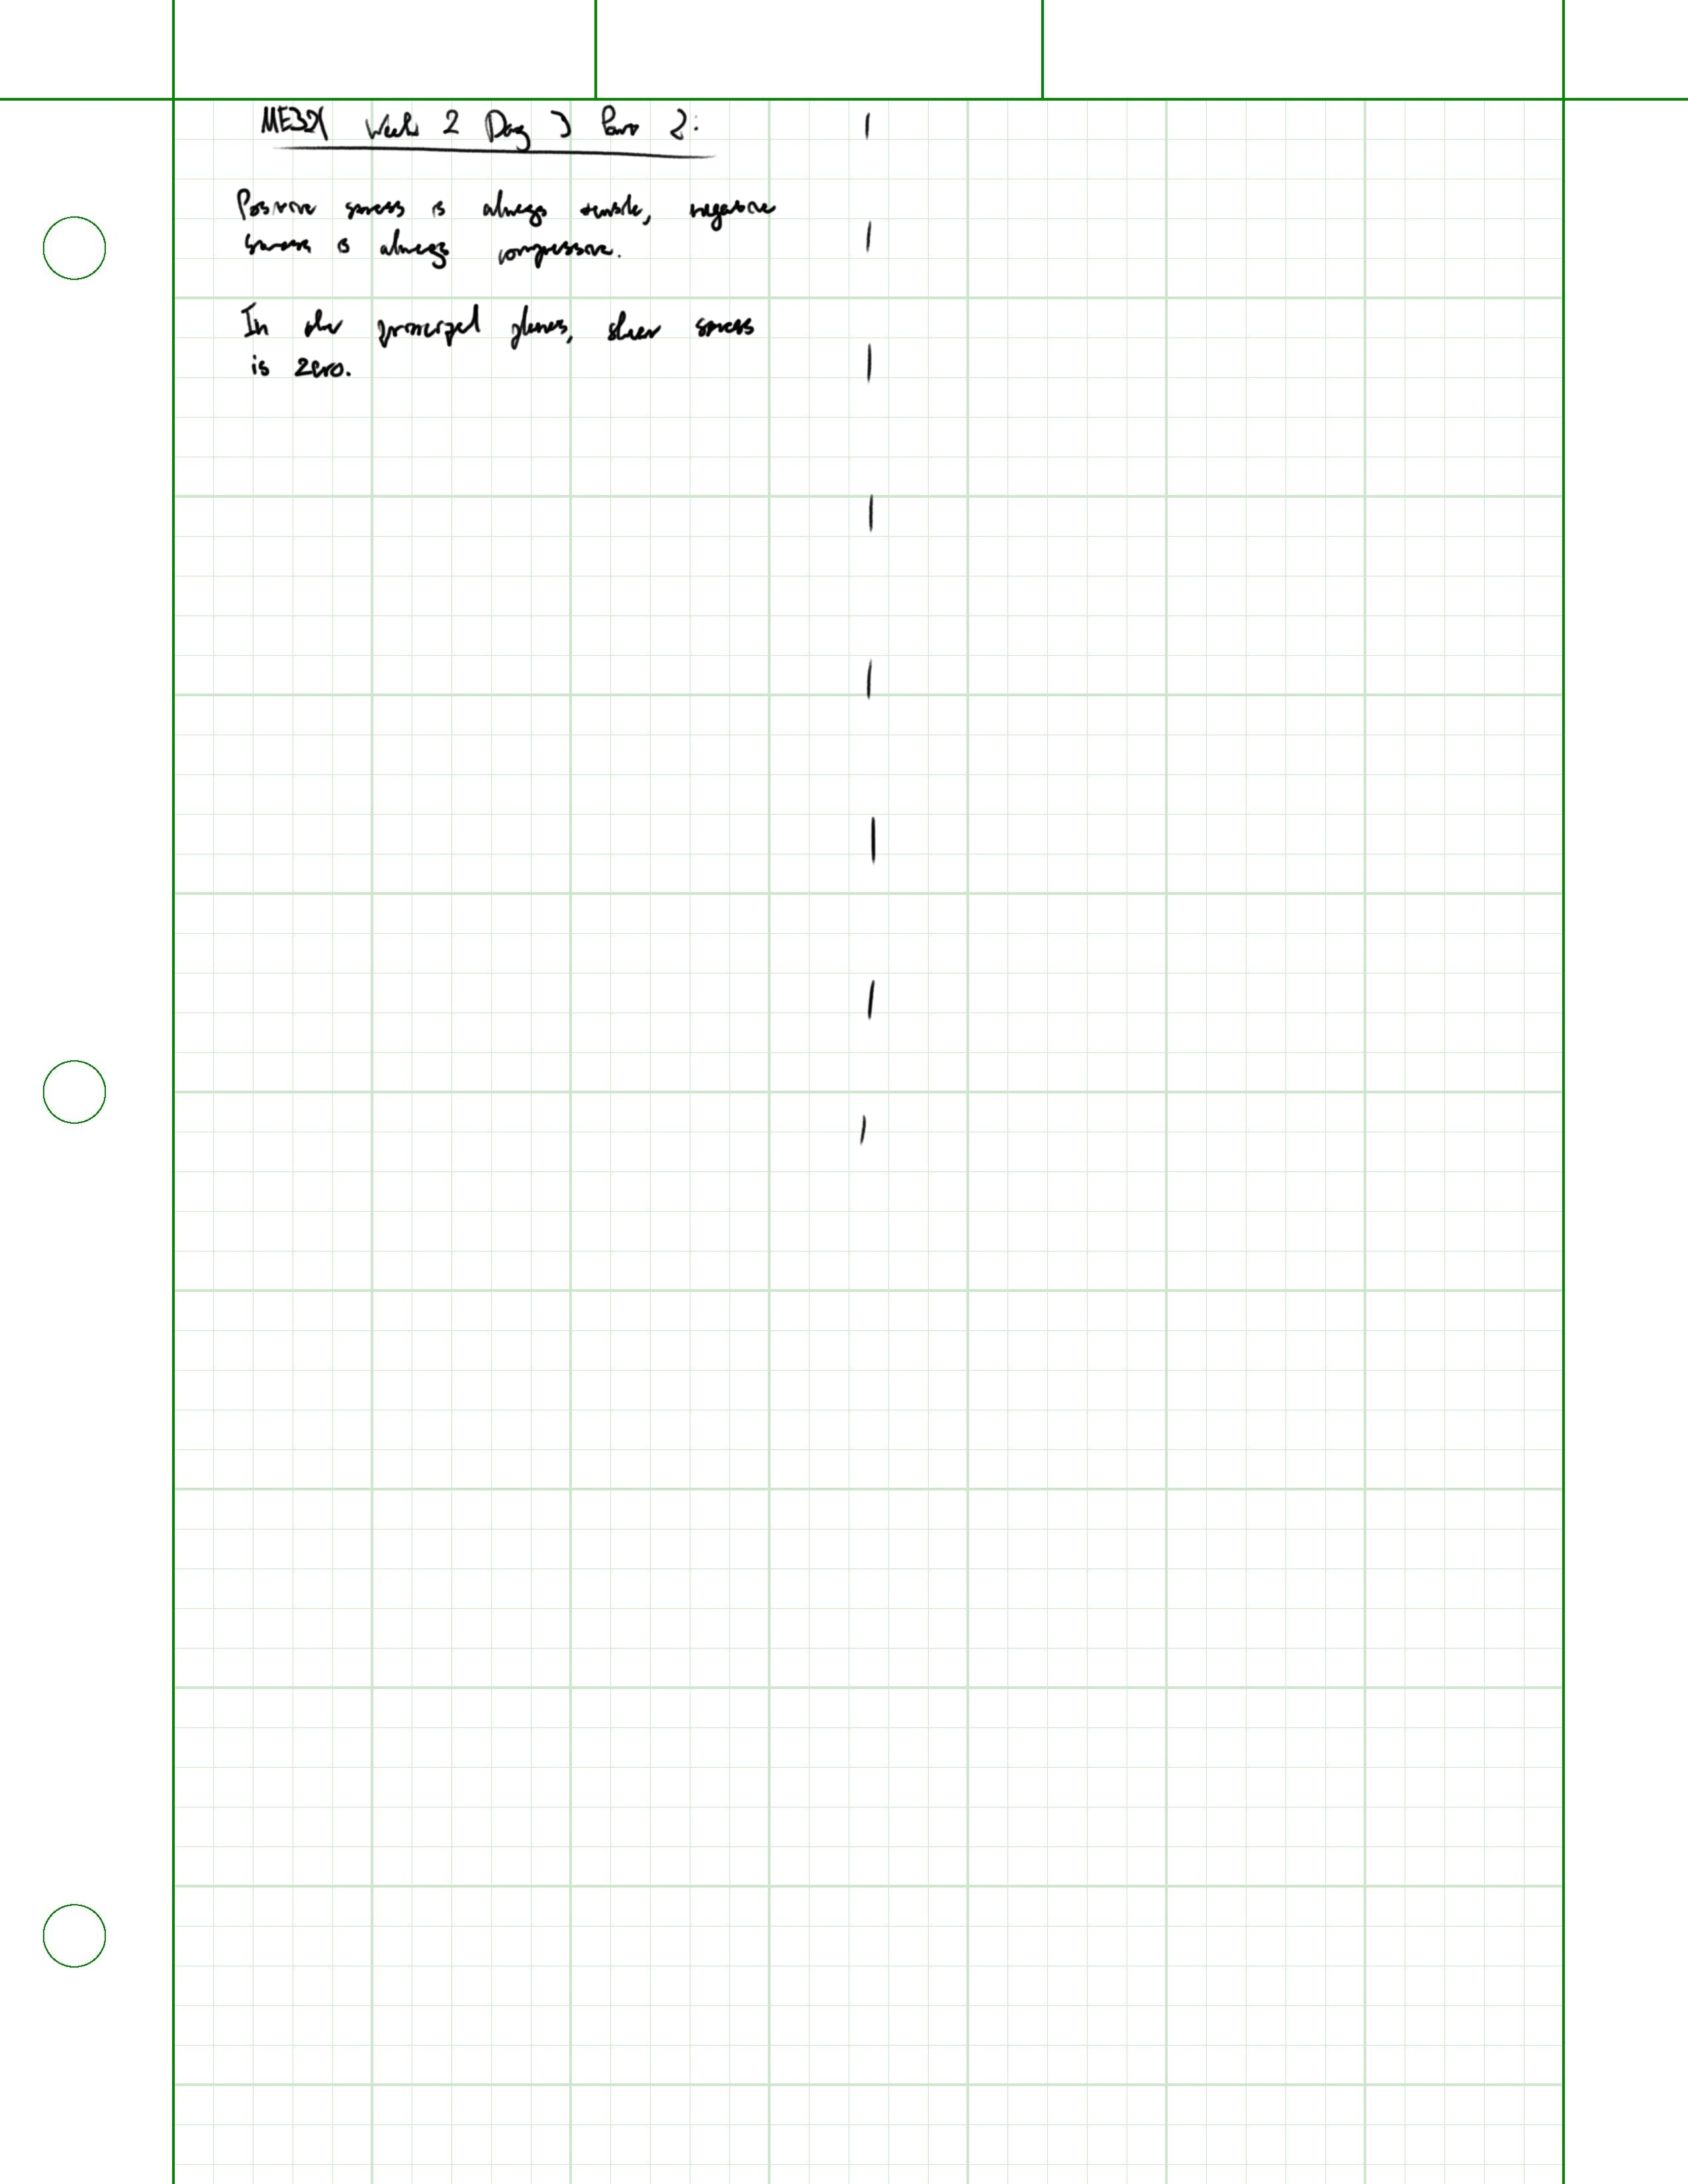 ME321 Week 2 Day 3 Part 2:
Positive stress is always tensile, negative
stress is always compressive.
In the principal planes, shear stress
is zero.